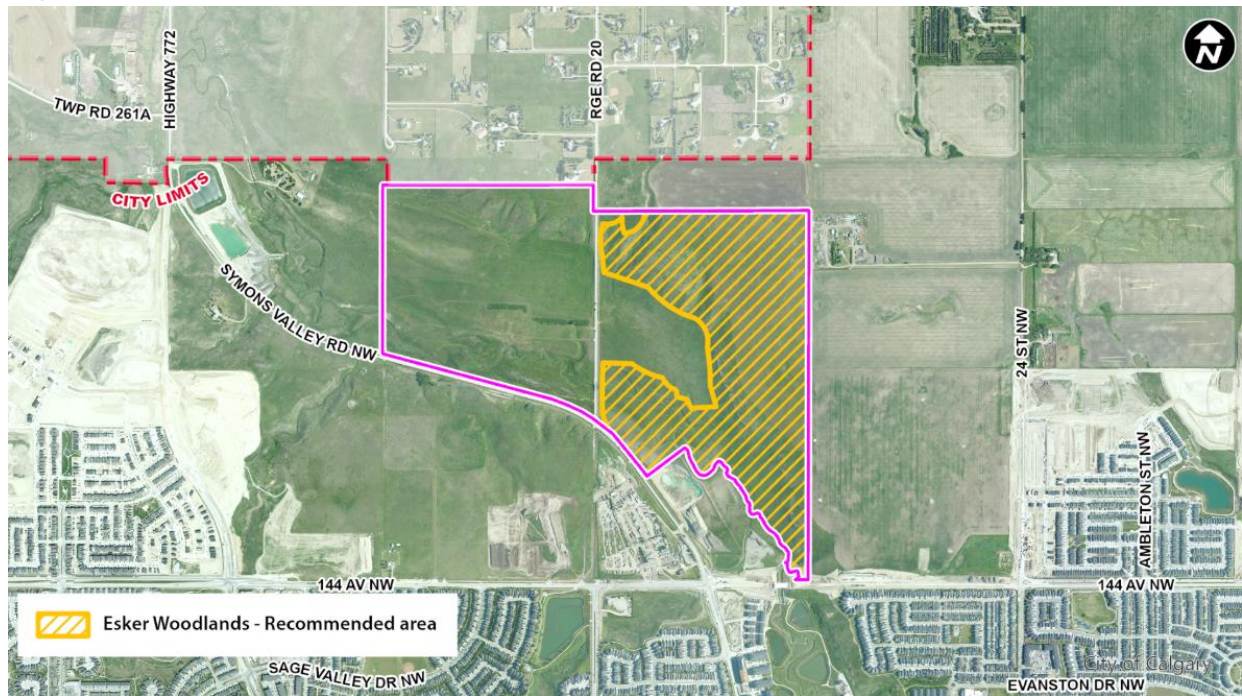 HIGHWAY 772
RGE RD 20
N
TWP RD 261A
CITY LIMITS
SYMONS VALLEY RD NW
24 ST NW
AMBLETON ST NW
144 AV NW
144 AV NW
Esker Woodlands - Recommended area
SAGE VALLEY DR NW
City of Calgary
EVANSTON DR NW